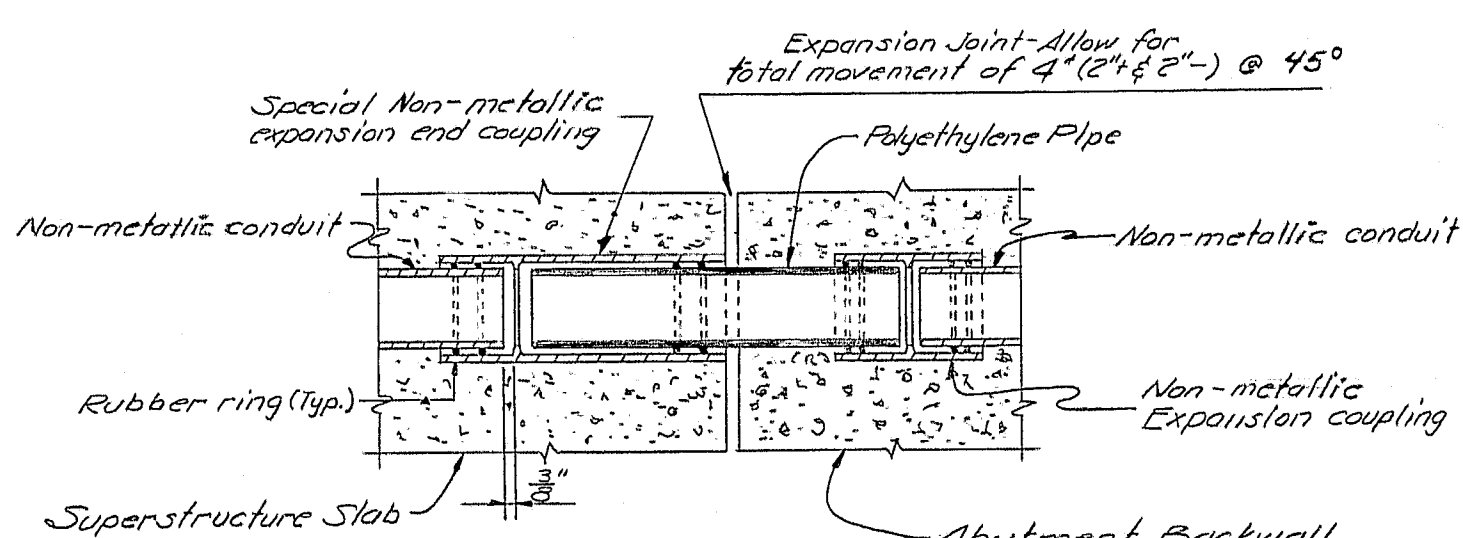 Expansion Joint-Allow for
total movement of 4"(2"+ & 2"-) @ 45°
Special Non-metallic
expansion end coupling
Polyethylene Pipe
Non-metallic conduit
Non-metallic conduit
Rubber ring (Typ.)
Non-metallic
Expansion coupling
3/8"
Superstructure Slab
Abutment Backwall